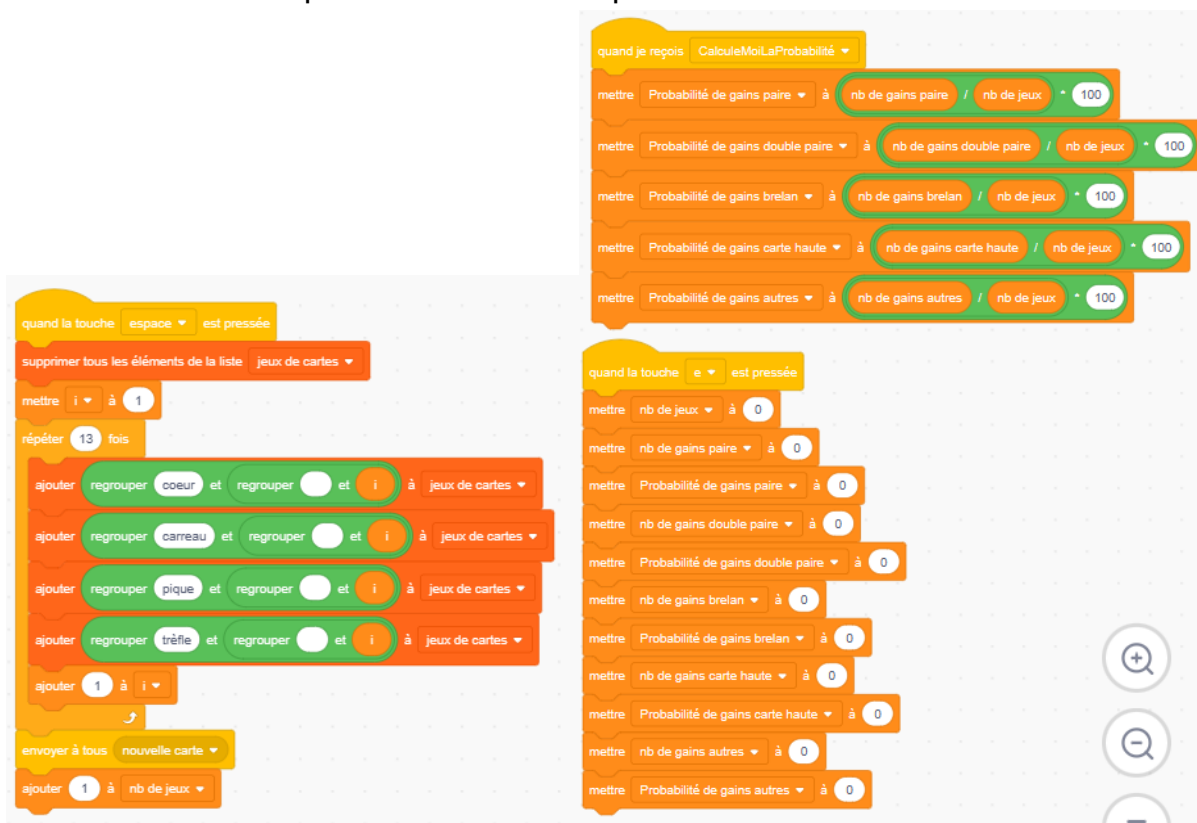 quand la touche espace est pressée
supprimer tous les éléments de la liste jeux de cartes
mettre i à 1
répéter 13 fois
ajouter regrouper coeur et regrouper et i à jeux de cartes
ajouter regrouper carreau et regrouper et i à jeux de cartes
ajouter regrouper pique et regrouper et i à jeux de cartes
ajouter regrouper trèfle et regrouper et i à jeux de cartes
ajouter 1 à i
envoyer à tous nouvelle carte
ajouter 1 à nb de jeux
quand je reçois CalculeMoiLaProbabilité
mettre Probabilité de gains paire à nb de gains paire / nb de jeux * 100
mettre Probabilité de gains double paire à nb de gains double paire / nb de jeux * 100
mettre Probabilité de gains brelan à nb de gains brelan / nb de jeux * 100
mettre Probabilité de gains carte haute à nb de gains carte haute / nb de jeux * 100
mettre Probabilité de gains autres à nb de gains autres / nb de jeux * 100
quand la touche e est pressée
mettre nb de jeux à 0
mettre nb de gains paire à 0
mettre Probabilité de gains paire à 0
mettre nb de gains double paire à 0
mettre Probabilité de gains double paire à 0
mettre nb de gains brelan à 0
mettre Probabilité de gains brelan à 0
mettre nb de gains carte haute à 0
mettre Probabilité de gains carte haute à 0
mettre nb de gains autres à 0
mettre Probabilité de gains autres à 0